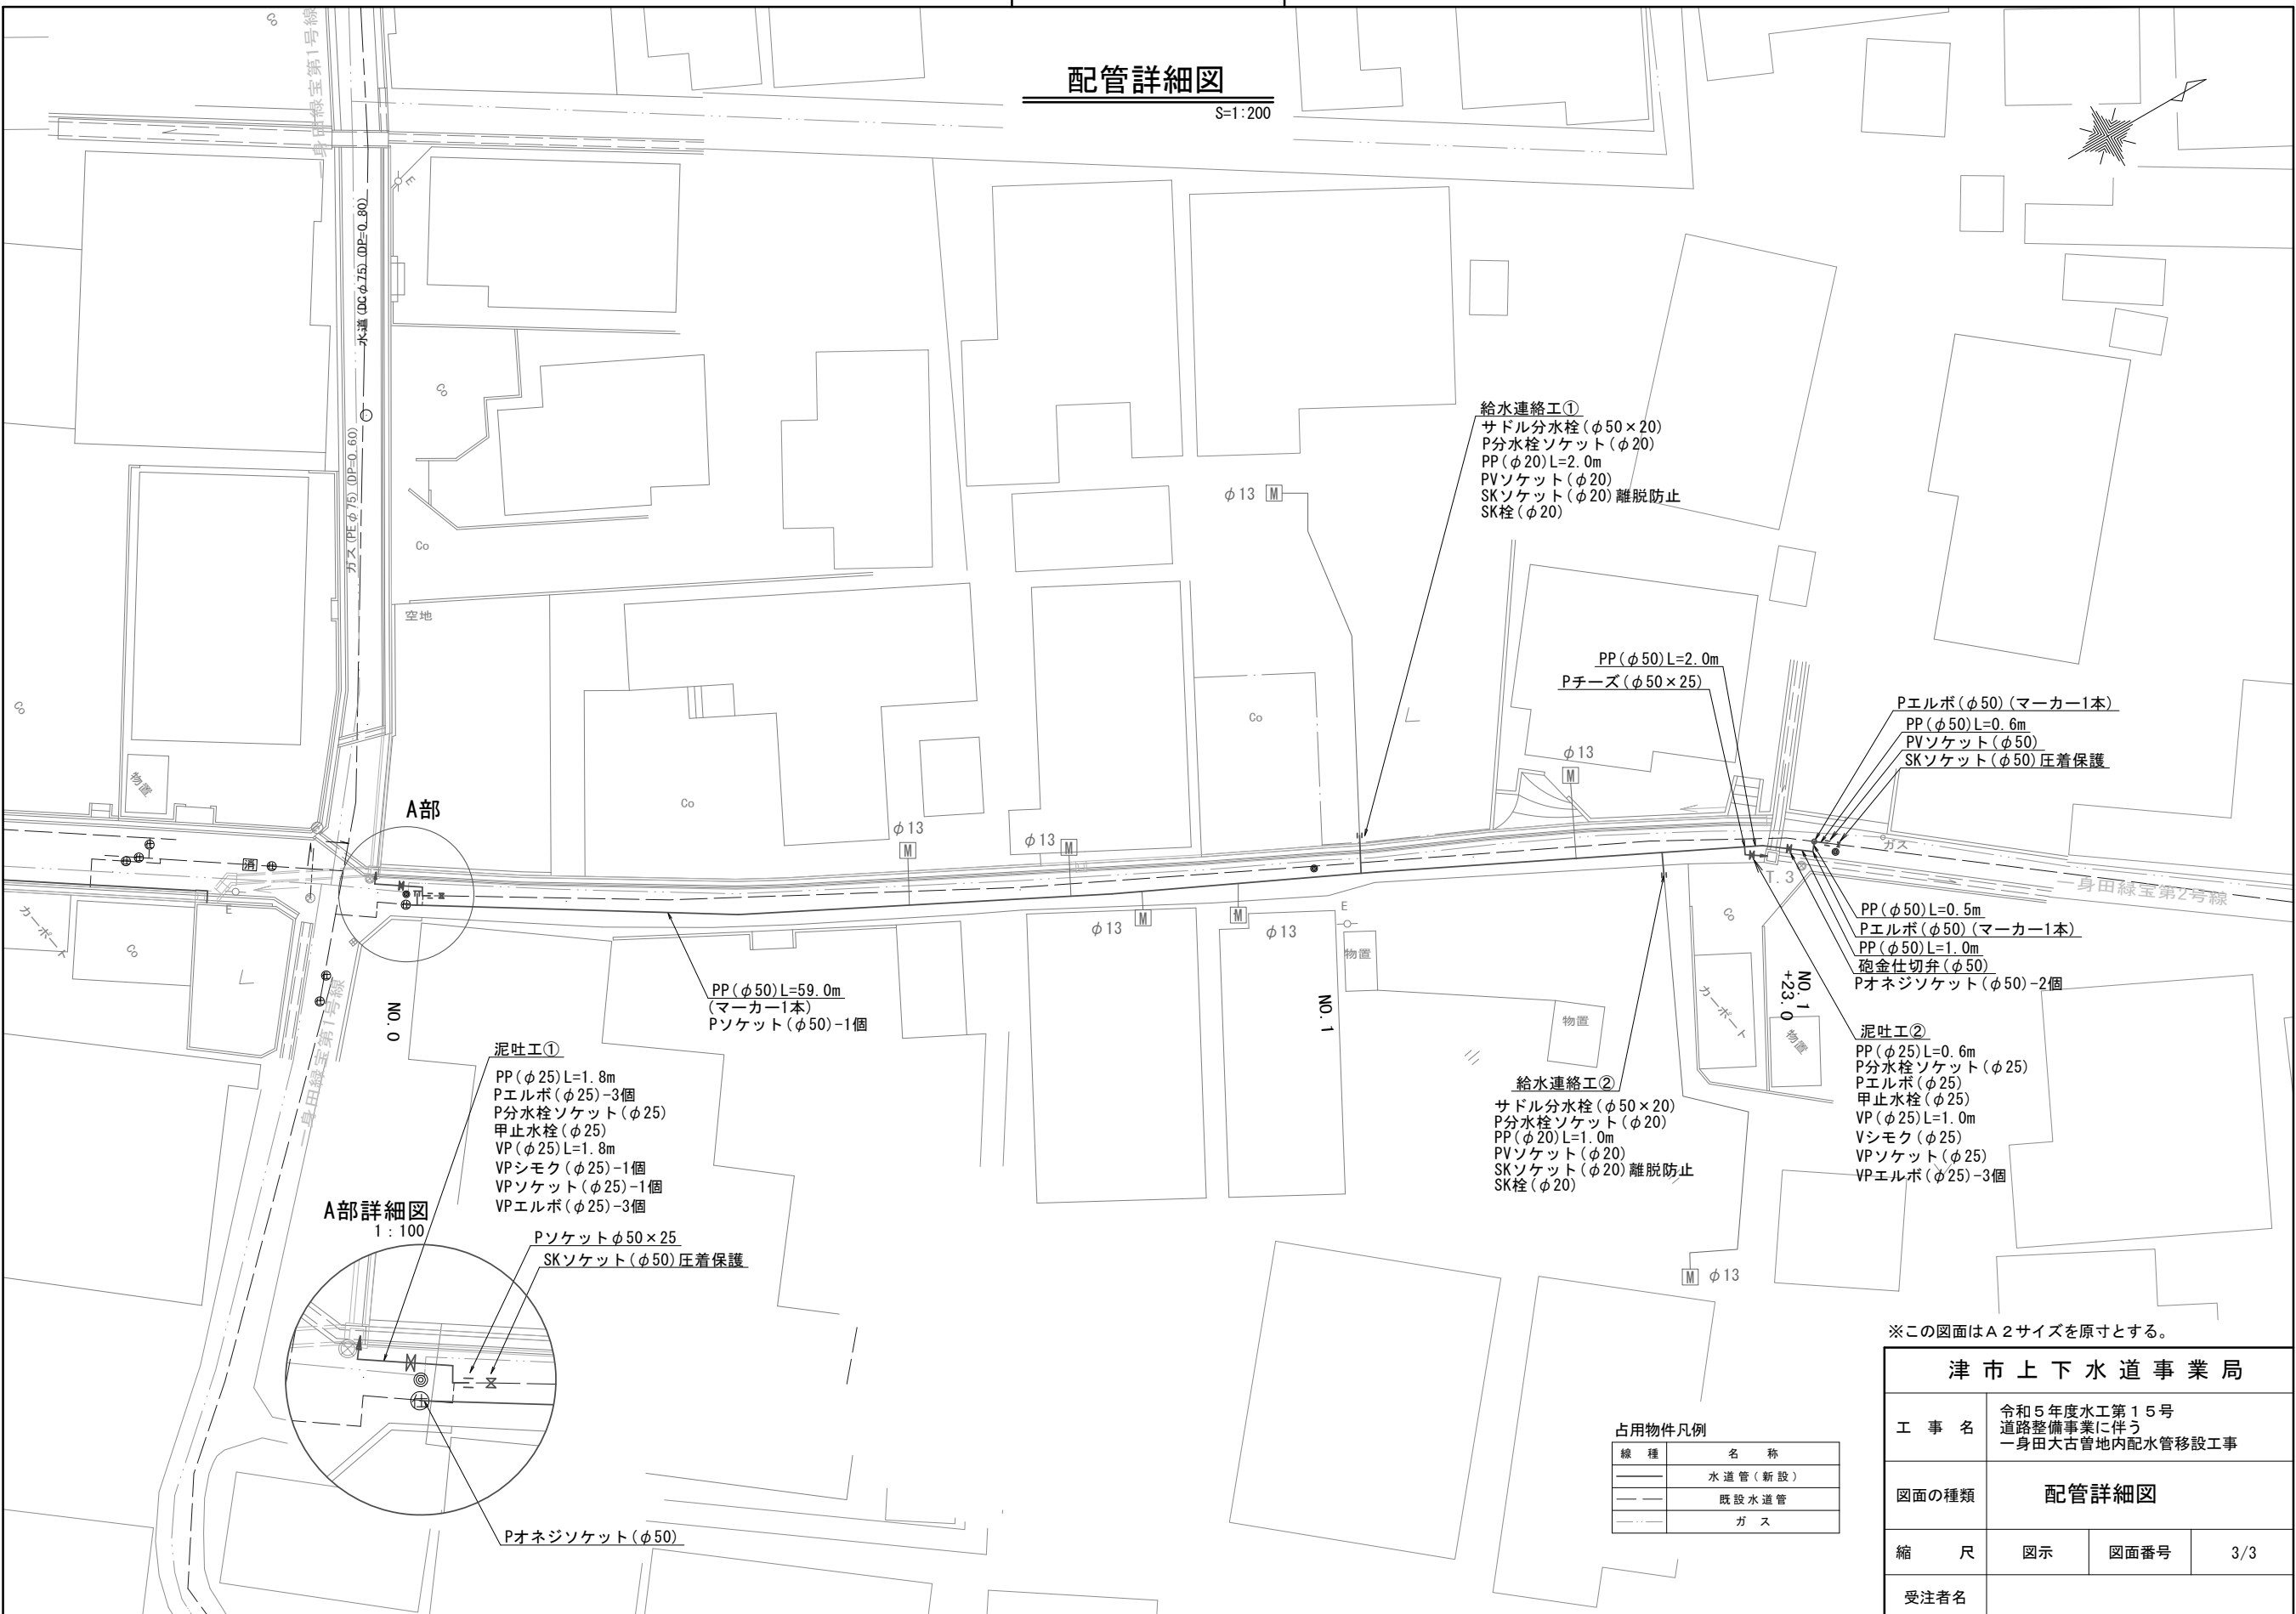 配管詳細図
S=1:200
一身田緑宝第1号線
水道(DCφ75)(DP=0.80)
ガス(PEφ75)(DP=0.60)
Co
Co
Co
Co
Co
Co
Co
Co
E
空地
物置
A部
給水連絡工①
サドル分水栓(φ50×20)
P分水栓ソケット(φ20)
PP(φ20)L=2.0m
PVソケット(φ20)
SKソケット(φ20)離脱防止
SK栓(φ20)
φ13 M
PP(φ50)L=2.0m
Pチーズ(φ50×25)
φ13
M
Pエルボ(φ50)(マーカー1本)
PP(φ50)L=0.6m
PVソケット(φ50)
SKソケット(φ50)圧着保護
φ13
M
φ13 M
消
仕
E
カーポート
ガス
T.3
一身田緑宝第2号線
φ13 M
M φ13
E
物置
PP(φ50)L=0.5m
Pエルボ(φ50)(マーカー1本)
PP(φ50)L=1.0m
砲金仕切弁(φ50)
Pオネジソケット(φ50)-2個
PP(φ50)L=59.0m
(マーカー1本)
Pソケット(φ50)-1個
NO.0
NO.1
NO.1
+23.0
カーポート
物置
物置
一身田緑宝第1号線
泥吐工①
PP(φ25)L=1.8m
Pエルボ(φ25)-3個
P分水栓ソケット(φ25)
甲止水栓(φ25)
VP(φ25)L=1.8m
VPシモク(φ25)-1個
VPソケット(φ25)-1個
VPエルボ(φ25)-3個
泥吐工②
PP(φ25)L=0.6m
P分水栓ソケット(φ25)
Pエルボ(φ25)
甲止水栓(φ25)
VP(φ25)L=1.0m
Vシモク(φ25)
VPソケット(φ25)
VPエルボ(φ25)-3個
給水連絡工②
サドル分水栓(φ50×20)
P分水栓ソケット(φ20)
PP(φ20)L=1.0m
PVソケット(φ20)
SKソケット(φ20)離脱防止
SK栓(φ20)
M φ13
A部詳細図
1:100
Pソケットφ50×25
SKソケット(φ50)圧着保護
仕
Pオネジソケット(φ50)
占用物件凡例
線 種 名 称
水道管(新設)
既設水道管
ガ ス
※この図面はA2サイズを原寸とする。
津市上下水道事業局
工 事 名
令和5年度水工第15号
道路整備事業に伴う
一身田大古曽地内配水管移設工事
図面の種類 配管詳細図
縮 尺 図示 図面番号 3/3
受注者名